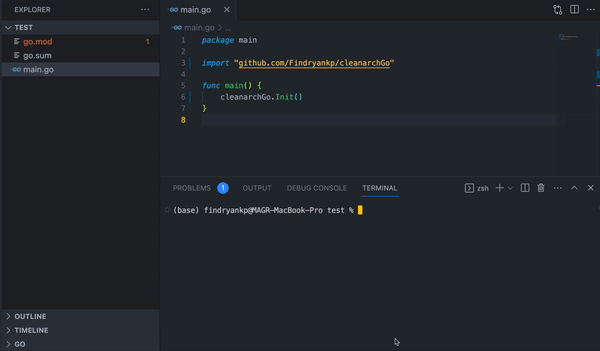 EXPLORER
TEST
go.mod 1
go.sum
main.go
OUTLINE
TIMELINE
GO
main.go
main.go > ...
1 package main
2
3 import "github.com/Findryankp/cleanarchGo"
4
5 func main() {
6 cleanarchGo.Init()
7 }
8
PROBLEMS 1 OUTPUT DEBUG CONSOLE TERMINAL zsh
(base) findryankp@MAGR-MacBook-Pro test %